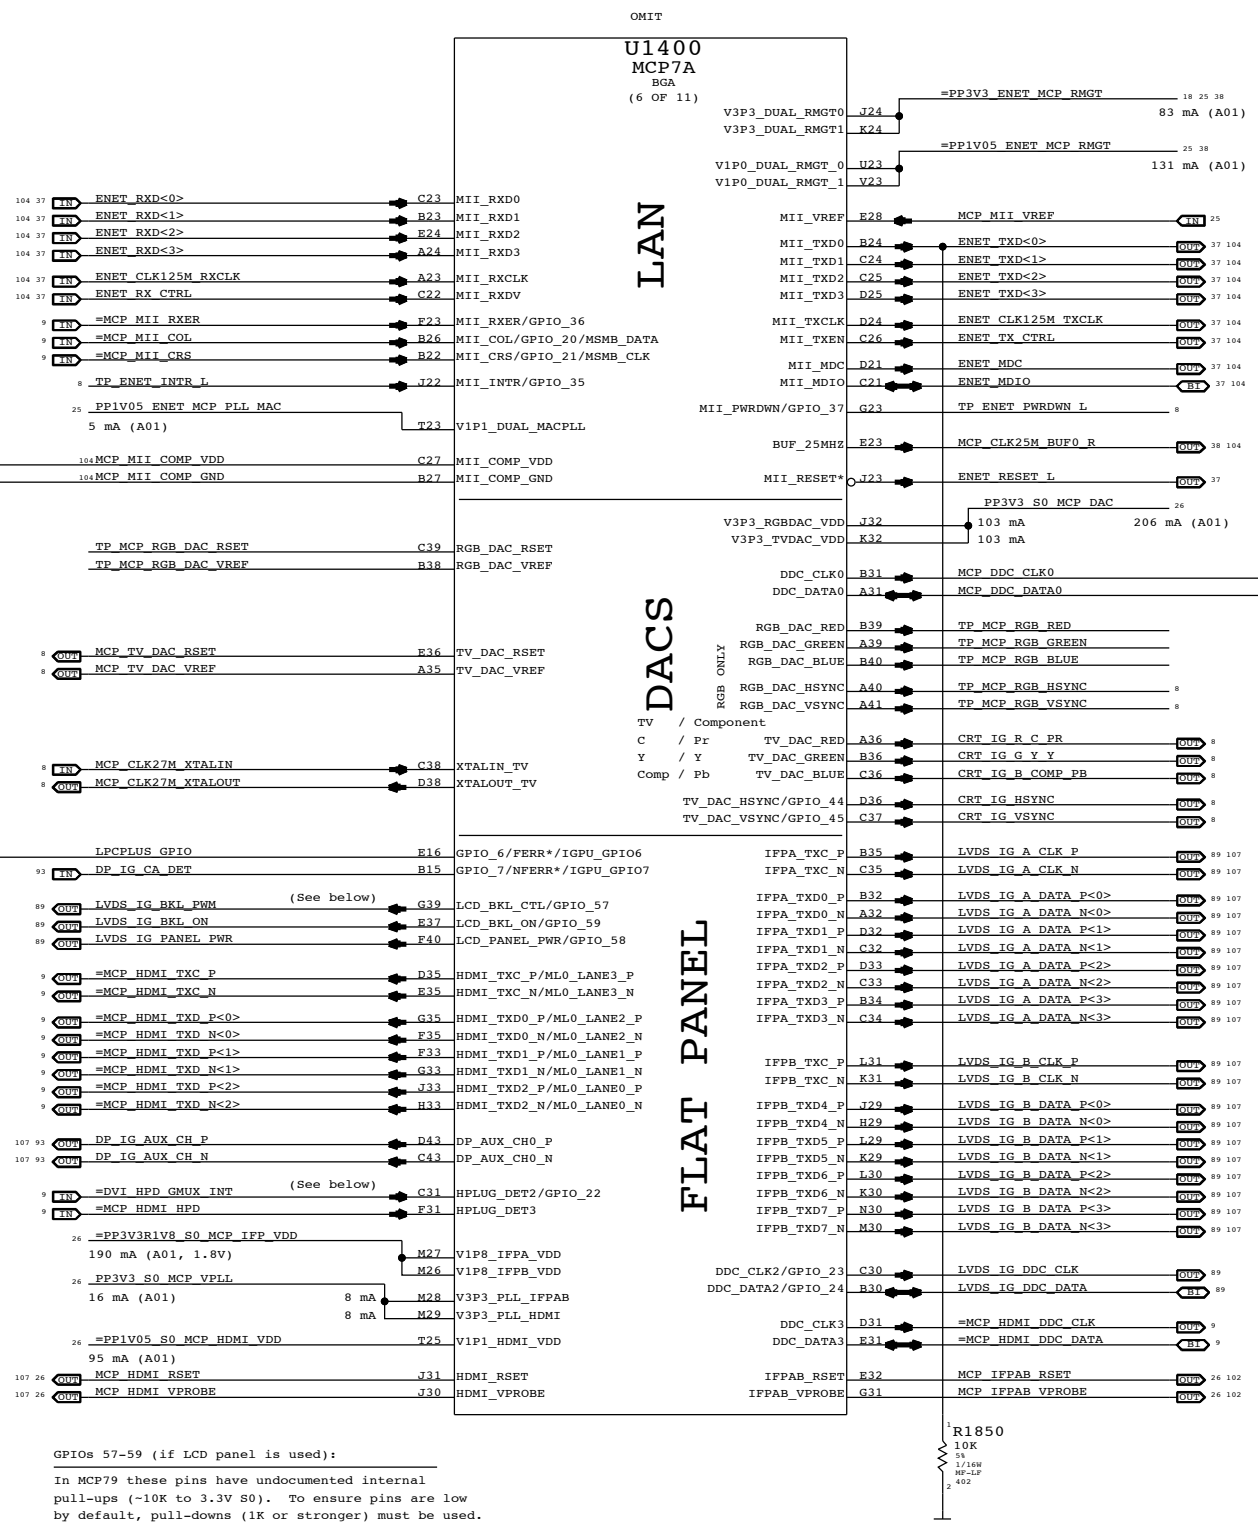 OMIT
U1400
MCP7A
BGA
(6 OF 11)
LAN
V3P3_DUAL_RMGT0 J24 =PP3V3_ENET_MCP_RMGT 18 25 38
V3P3_DUAL_RMGT1 K24 83 mA (A01)
V1P0_DUAL_RMGT_0 U23 =PP1V05_ENET_MCP_RMGT 25 38
V1P0_DUAL_RMGT_1 V23 131 mA (A01)
104 37 IN ENET_RXD<0> C23 MII_RXD0
104 37 IN ENET_RXD<1> B23 MII_RXD1
104 37 IN ENET_RXD<2> E24 MII_RXD2
104 37 IN ENET_RXD<3> A24 MII_RXD3
104 37 IN ENET_CLK125M_RXCLK A23 MII_RXCLK
104 37 IN ENET_RX_CTRL C22 MII_RXDV
9 IN =MCP_MII_RXER F23 MII_RXER/GPIO_36
9 IN =MCP_MII_COL B26 MII_COL/GPIO_20/MSMB_DATA
9 IN =MCP_MII_CRS B22 MII_CRS/GPIO_21/MSMB_CLK
8 TP_ENET_INTR_L J22 MII_INTR/GPIO_35
25 PP1V05_ENET_MCP_PLL_MAC
5 mA (A01) T23 V1P1_DUAL_MACPLL
104 MCP_MII_COMP_VDD C27 MII_COMP_VDD
104 MCP_MII_COMP_GND B27 MII_COMP_GND
MII_VREF E28 MCP_MII_VREF IN 25
MII_TXD0 B24 ENET_TXD<0> OUT 37 104
MII_TXD1 C24 ENET_TXD<1> OUT 37 104
MII_TXD2 C25 ENET_TXD<2> OUT 37 104
MII_TXD3 D25 ENET_TXD<3> OUT 37 104
MII_TXCLK D24 ENET_CLK125M_TXCLK OUT 37 104
MII_TXEN C26 ENET_TX_CTRL OUT 37 104
MII_MDC D21 ENET_MDC OUT 37 104
MII_MDIO C21 ENET_MDIO BI 37 104
MII_PWRDWN/GPIO_37 G23 TP_ENET_PWRDWN_L 8
BUF_25MHZ E23 MCP_CLK25M_BUF0_R OUT 38 104
MII_RESET* J23 ENET_RESET_L OUT 37
DACS
PP3V3_S0_MCP_DAC 26
V3P3_RGBDAC_VDD J32 103 mA 206 mA (A01)
V3P3_TVDAC_VDD K32 103 mA
TP_MCP_RGB_DAC_RSET C39 RGB_DAC_RSET
TP_MCP_RGB_DAC_VREF B38 RGB_DAC_VREF
8 OUT MCP_TV_DAC_RSET E36 TV_DAC_RSET
8 OUT MCP_TV_DAC_VREF A35 TV_DAC_VREF
8 IN MCP_CLK27M_XTALIN C38 XTALIN_TV
8 OUT MCP_CLK27M_XTALOUT D38 XTALOUT_TV
DDC_CLK0 B31 MCP_DDC_CLK0
DDC_DATA0 A31 MCP_DDC_DATA0
RGB ONLY
RGB_DAC_RED B39 TP_MCP_RGB_RED
RGB_DAC_GREEN A39 TP_MCP_RGB_GREEN
RGB_DAC_BLUE B40 TP_MCP_RGB_BLUE
RGB_DAC_HSYNC A40 TP_MCP_RGB_HSYNC 8
RGB_DAC_VSYNC A41 TP_MCP_RGB_VSYNC 8
TV / Component
C / Pr TV_DAC_RED A36 CRT_IG_R_C_PR OUT 8
Y / Y TV_DAC_GREEN B36 CRT_IG_G_Y_Y OUT 8
Comp / Pb TV_DAC_BLUE C36 CRT_IG_B_COMP_PB OUT 8
TV_DAC_HSYNC/GPIO_44 D36 CRT_IG_HSYNC OUT 8
TV_DAC_VSYNC/GPIO_45 C37 CRT_IG_VSYNC OUT 8
FLAT PANEL
LPCPLUS_GPIO E16 GPIO_6/FERR*/IGPU_GPIO6
93 IN DP_IG_CA_DET B15 GPIO_7/NFERR*/IGPU_GPIO7
(See below)
89 OUT LVDS_IG_BKL_PWM G39 LCD_BKL_CTL/GPIO_57
89 OUT LVDS_IG_BKL_ON E37 LCD_BKL_ON/GPIO_59
89 OUT LVDS_IG_PANEL_PWR F40 LCD_PANEL_PWR/GPIO_58
9 OUT =MCP_HDMI_TXC_P D35 HDMI_TXC_P/ML0_LANE3_P
9 OUT =MCP_HDMI_TXC_N E35 HDMI_TXC_N/ML0_LANE3_N
9 OUT =MCP_HDMI_TXD_P<0> G35 HDMI_TXD0_P/ML0_LANE2_P
9 OUT =MCP_HDMI_TXD_N<0> F35 HDMI_TXD0_N/ML0_LANE2_N
9 OUT =MCP_HDMI_TXD_P<1> F33 HDMI_TXD1_P/ML0_LANE1_P
9 OUT =MCP_HDMI_TXD_N<1> G33 HDMI_TXD1_N/ML0_LANE1_N
9 OUT =MCP_HDMI_TXD_P<2> J33 HDMI_TXD2_P/ML0_LANE0_P
9 OUT =MCP_HDMI_TXD_N<2> H33 HDMI_TXD2_N/ML0_LANE0_N
107 93 OUT DP_IG_AUX_CH_P D43 DP_AUX_CH0_P
107 93 OUT DP_IG_AUX_CH_N C43 DP_AUX_CH0_N
(See below)
9 IN =DVI_HPD_GMUX_INT C31 HPLUG_DET2/GPIO_22
9 IN =MCP_HDMI_HPD F31 HPLUG_DET3
26 =PP3V3R1V8_S0_MCP_IFP_VDD
190 mA (A01, 1.8V) M27 V1P8_IFPA_VDD
M26 V1P8_IFPB_VDD
26 PP3V3_S0_MCP_VPLL
16 mA (A01) 8 mA M28 V3P3_PLL_IFPAB
8 mA M29 V3P3_PLL_HDMI
26 =PP1V05_S0_MCP_HDMI_VDD T25 V1P1_HDMI_VDD
95 mA (A01)
107 26 OUT MCP_HDMI_RSET J31 HDMI_RSET
107 26 OUT MCP_HDMI_VPROBE J30 HDMI_VPROBE
IFPA_TXC_P B35 LVDS_IG_A_CLK_P OUT 89 107
IFPA_TXC_N C35 LVDS_IG_A_CLK_N OUT 89 107
IFPA_TXD0_P B32 LVDS_IG_A_DATA_P<0> OUT 89 107
IFPA_TXD0_N A32 LVDS_IG_A_DATA_N<0> OUT 89 107
IFPA_TXD1_P D32 LVDS_IG_A_DATA_P<1> OUT 89 107
IFPA_TXD1_N C32 LVDS_IG_A_DATA_N<1> OUT 89 107
IFPA_TXD2_P D33 LVDS_IG_A_DATA_P<2> OUT 89 107
IFPA_TXD2_N C33 LVDS_IG_A_DATA_N<2> OUT 89 107
IFPA_TXD3_P B34 LVDS_IG_A_DATA_P<3> OUT 89 107
IFPA_TXD3_N C34 LVDS_IG_A_DATA_N<3> OUT 89 107
IFPB_TXC_P L31 LVDS_IG_B_CLK_P OUT 89 107
IFPB_TXC_N K31 LVDS_IG_B_CLK_N OUT 89 107
IFPB_TXD4_P J29 LVDS_IG_B_DATA_P<0> OUT 89 107
IFPB_TXD4_N H29 LVDS_IG_B_DATA_N<0> OUT 89 107
IFPB_TXD5_P L29 LVDS_IG_B_DATA_P<1> OUT 89 107
IFPB_TXD5_N K29 LVDS_IG_B_DATA_N<1> OUT 89 107
IFPB_TXD6_P L30 LVDS_IG_B_DATA_P<2> OUT 89 107
IFPB_TXD6_N K30 LVDS_IG_B_DATA_N<2> OUT 89 107
IFPB_TXD7_P N30 LVDS_IG_B_DATA_P<3> OUT 89 107
IFPB_TXD7_N M30 LVDS_IG_B_DATA_N<3> OUT 89 107
DDC_CLK2/GPIO_23 C30 LVDS_IG_DDC_CLK OUT 89
DDC_DATA2/GPIO_24 B30 LVDS_IG_DDC_DATA BI 89
DDC_CLK3 D31 =MCP_HDMI_DDC_CLK OUT 9
DDC_DATA3 E31 =MCP_HDMI_DDC_DATA BI 9
IFPAB_RSET E32 MCP_IFPAB_RSET OUT 26 102
IFPAB_VPROBE G31 MCP_IFPAB_VPROBE OUT 26 102
1 R1850
10K
5%
1/16W
MF-LF
402
2
GPIOs 57-59 (if LCD panel is used):
In MCP79 these pins have undocumented internal
pull-ups (~10K to 3.3V S0). To ensure pins are low
by default, pull-downs (1K or stronger) must be used.